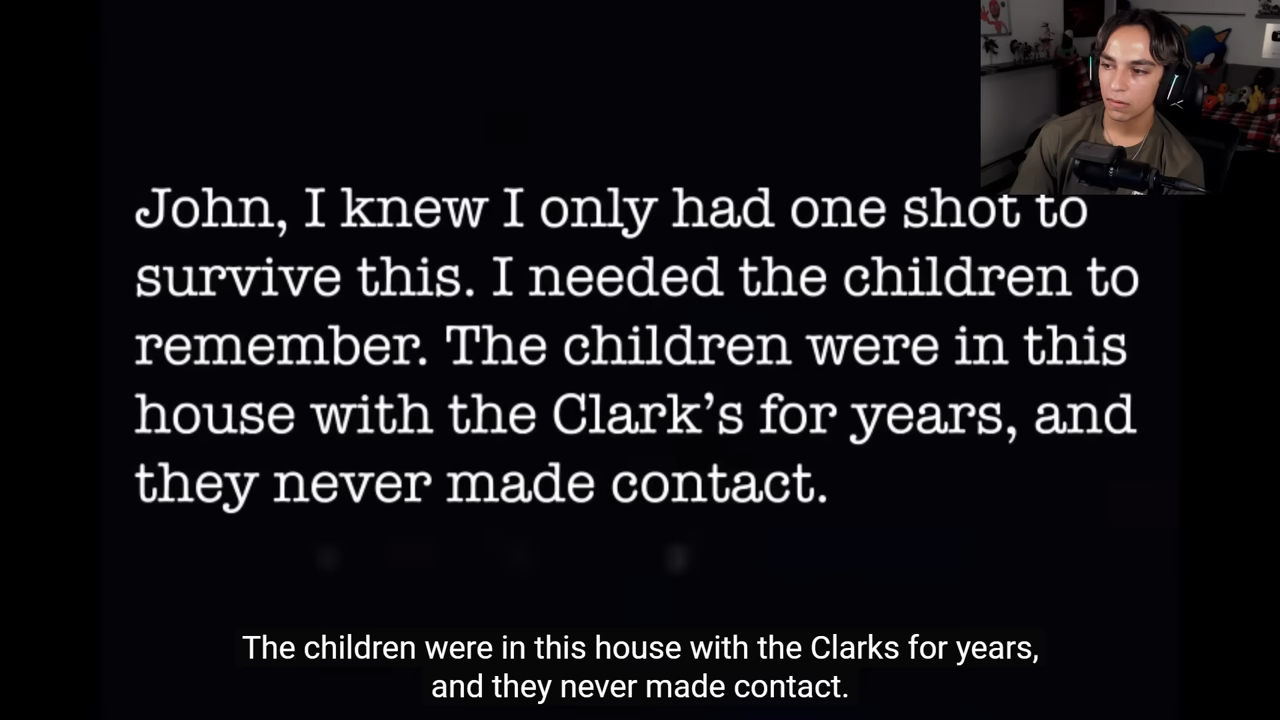 John, I knew I only had one shot to
survive this. I needed the children to
remember. The children were in this
house with the Clark’s for years, and
they never made contact.
The children were in this house with the Clarks for years,
and they never made contact.